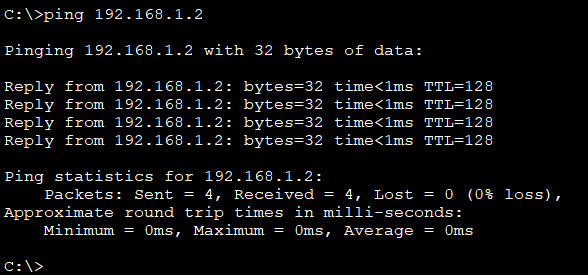 C:\>ping 192.168.1.2
Pinging 192.168.1.2 with 32 bytes of data:
Reply from 192.168.1.2: bytes=32 time<1ms TTL=128
Reply from 192.168.1.2: bytes=32 time<1ms TTL=128
Reply from 192.168.1.2: bytes=32 time<1ms TTL=128
Reply from 192.168.1.2: bytes=32 time<1ms TTL=128
Ping statistics for 192.168.1.2:
    Packets: Sent = 4, Received = 4, Lost = 0 (0% loss),
Approximate round trip times in milli-seconds:
    Minimum = 0ms, Maximum = 0ms, Average = 0ms
C:\>